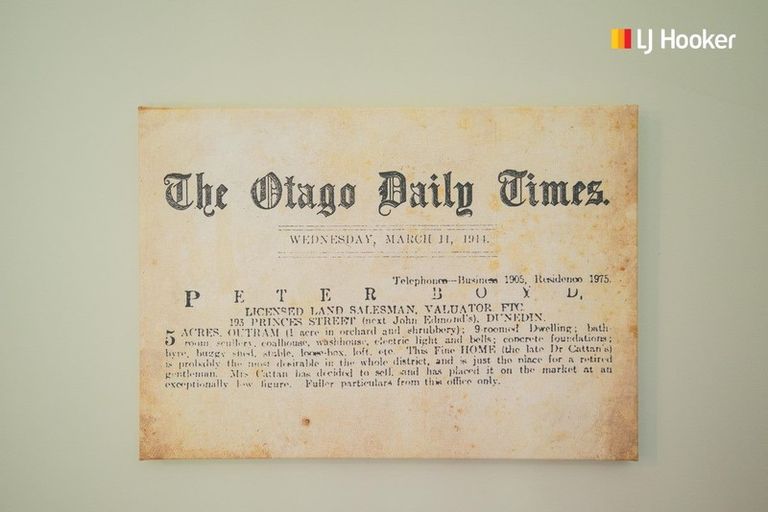 LJ Hooker
The Otago Daily Times.
WEDNESDAY, MARCH 11, 1914.
Telephones—Business 1905, Residence 1975.
PETER BOYD,
LICENSED LAND SALESMAN, VALUATOR ETC.
193 PRINCES STREET (next John Edmond's), DUNEDIN.
5 ACRES, OUTRAM (1 acre in orchard and shrubbery); 9 roomed Dwelling; bath
room scullery, coalhouse, washhouse, electric light and bells; concrete foundations;
byre, buggy shed, stable, loose-box, loft, etc. This Fine HOME (the late Dr Cattan's)
is probably the most desirable in the whole district, and is just the place for a retired
gentleman. Mrs Cattan has decided to sell, and has placed it on the market at an
exceptionally low figure. Fuller particulars from this office only.